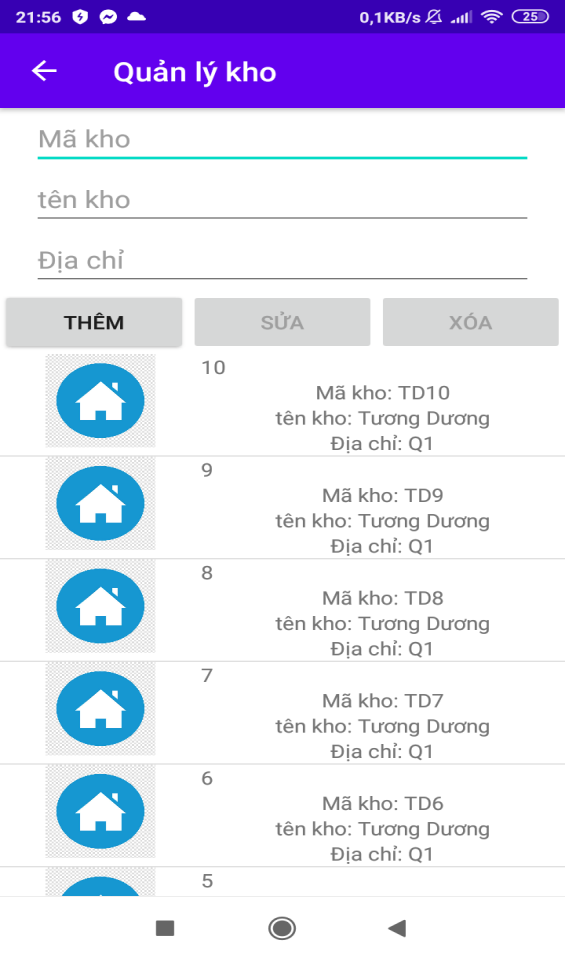 21:56 0,1KB/s 25
Quản lý kho
Mã kho
tên kho
Địa chỉ
THÊM SỬA XÓA
10
Mã kho: TD10
tên kho: Tương Dương
Địa chỉ: Q1
9
Mã kho: TD9
tên kho: Tương Dương
Địa chỉ: Q1
8
Mã kho: TD8
tên kho: Tương Dương
Địa chỉ: Q1
7
Mã kho: TD7
tên kho: Tương Dương
Địa chỉ: Q1
6
Mã kho: TD6
tên kho: Tương Dương
Địa chỉ: Q1
5